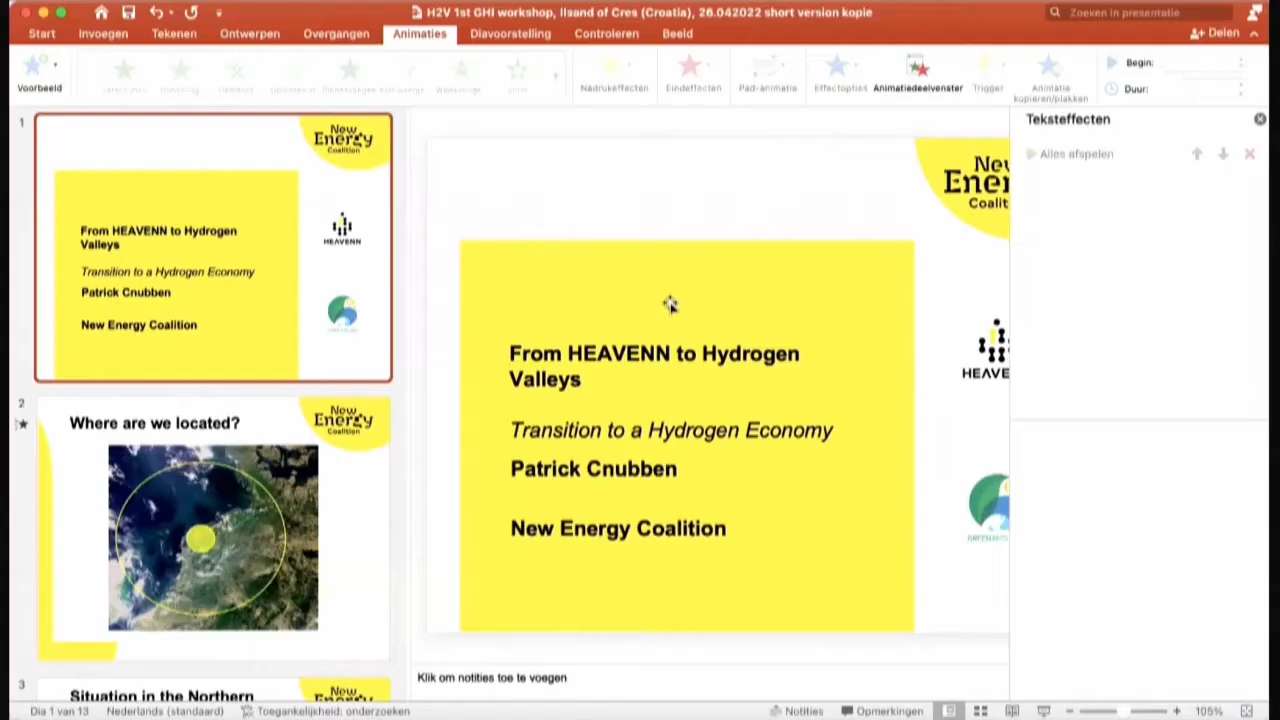 H2V 1st GHI workshop, Ilsand of Cres (Croatia), 26.042022 short version kopie
Zoeken in presentatie
Start Invoegen Tekenen Ontwerpen Overgangen Animaties Diavoorstelling Controleren Beeld Delen
Voorbeeld
Nadrukeffecten
Eindeffecten
Pad-animatie
Effectopties
Animatiedeelvenster
Trigger
Animatie
kopiëren/plakken
Begin:
Duur:
1
New
Energy
Coalition
From HEAVENN to Hydrogen
Valleys
Transition to a Hydrogen Economy
Patrick Cnubben
New Energy Coalition
HEAVENN
2
Where are we located?
New
Energy
Coalition
3
Situation in the Northern
New
Energy
New
Ener
Coalit
From HEAVENN to Hydrogen
Valleys
Transition to a Hydrogen Economy
Patrick Cnubben
New Energy Coalition
HEAVE
Teksteffecten
Alles afspelen
Klik om notities toe te voegen
Dia 1 van 13 Nederlands (standaard) Toegankelijkheid: onderzoeken Notities Opmerkingen 105%